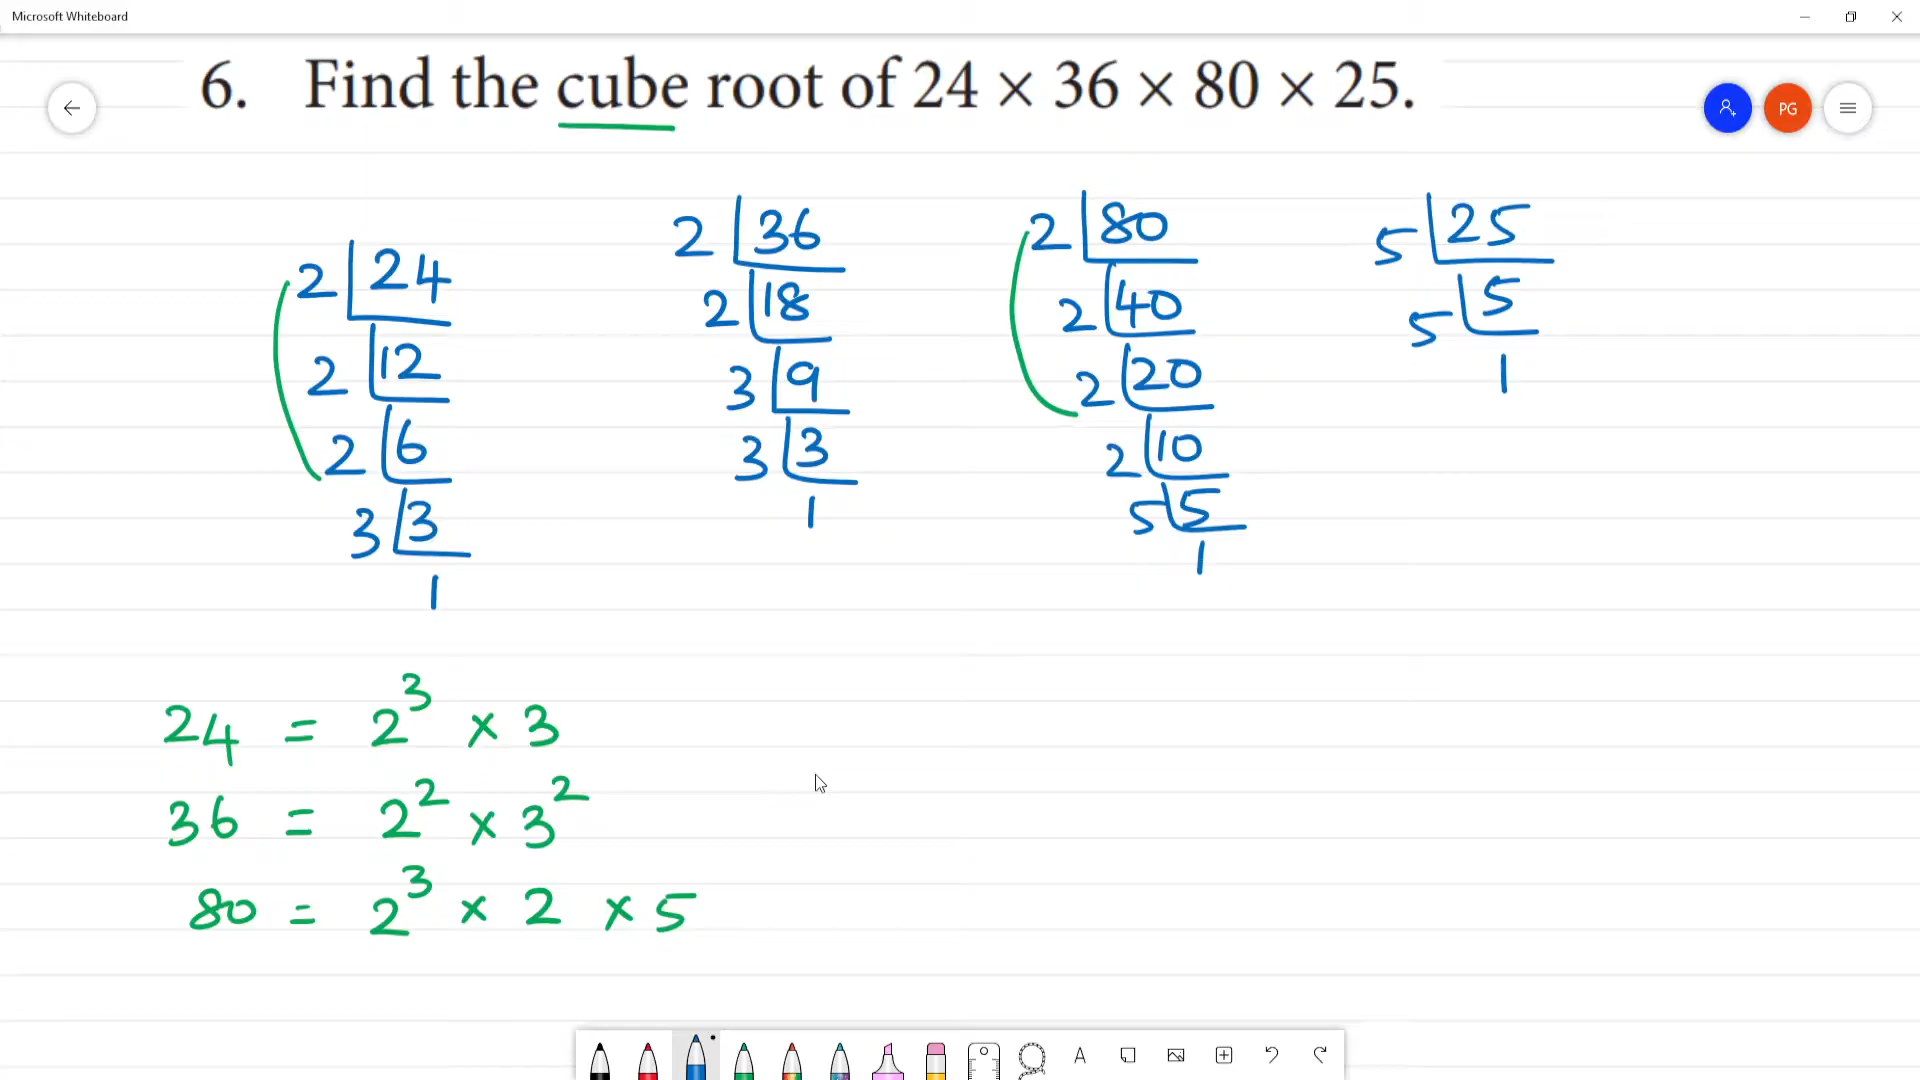 Microsoft Whiteboard
6. Find the cube root of 24 × 36 × 80 × 25.
PG
2 24
2 12
2 6
3 3
1
2 36
2 18
3 9
3 3
1
2 80
2 40
2 20
2 10
5 5
1
5 25
5 5
1
24 = 2³ × 3
36 = 2² × 3²
80 = 2³ × 2 × 5
A